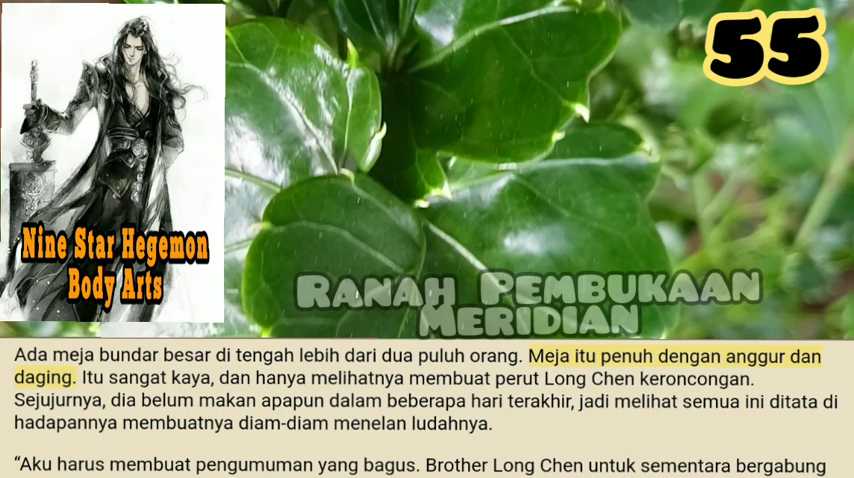 55
Nine Star Hegemon
Body Arts
RANAH PEMBUKAAN
MERIDIAN
Ada meja bundar besar di tengah lebih dari dua puluh orang. Meja itu penuh dengan anggur dan
daging. Itu sangat kaya, dan hanya melihatnya membuat perut Long Chen keroncongan.
Sejujurnya, dia belum makan apapun dalam beberapa hari terakhir, jadi melihat semua ini ditata di
hadapannya membuatnya diam-diam menelan ludahnya.
“Aku harus membuat pengumuman yang bagus. Brother Long Chen untuk sementara bergabung